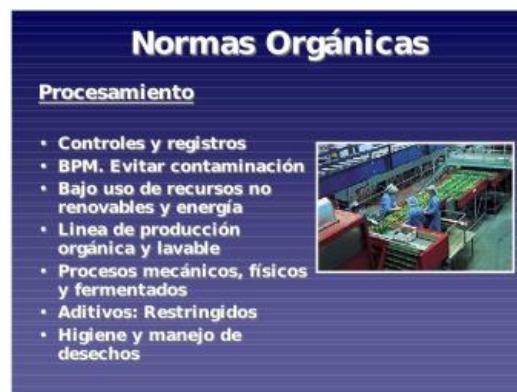 Normas Orgánicas
Procesamiento
• Controles y registros
• BPM. Evitar contaminación
• Bajo uso de recursos no
renovables y energía
• Linea de producción
orgánica y lavable
• Procesos mecánicos, físicos
y fermentados
• Aditivos: Restringidos
• Higiene y manejo de
desechos